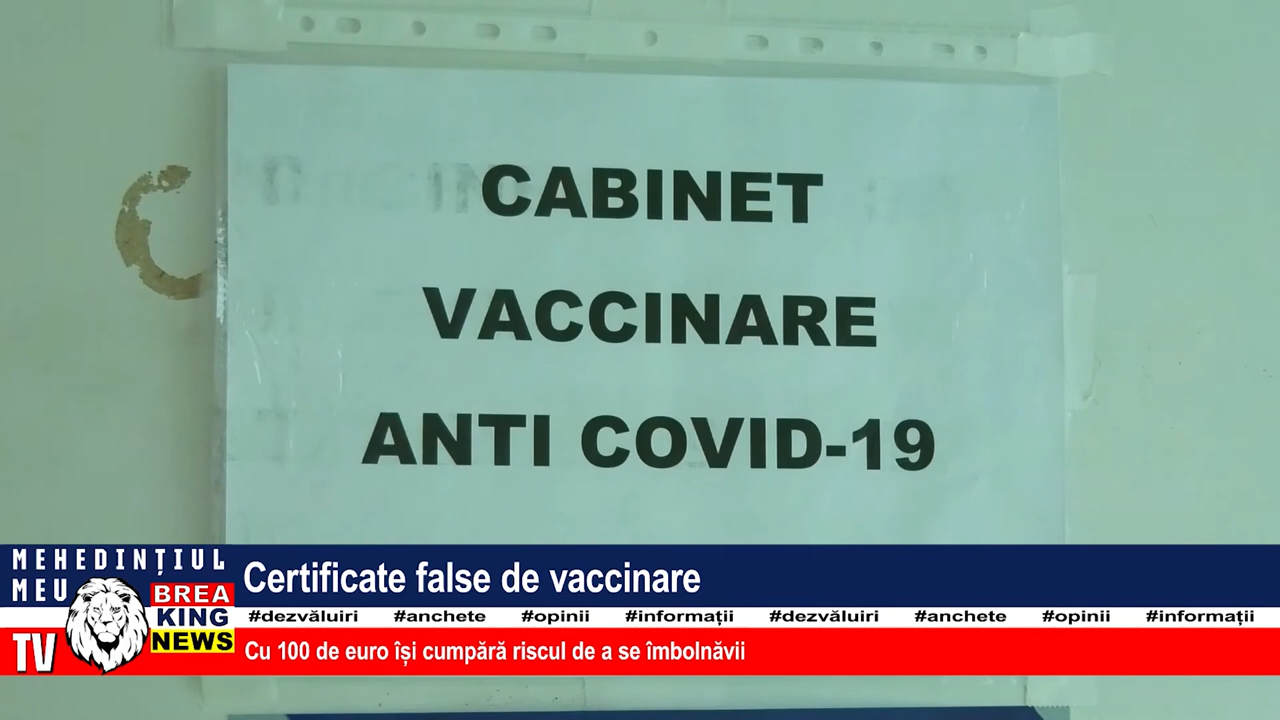 CABINET
VACCINARE
ANTI COVID-19
MEHEDINȚIUL
MEU
TV
BREA
KING
NEWS
Certificate false de vaccinare
#dezvăluiri #anchete #opinii #informații #dezvăluiri #anchete #opinii #informații
Cu 100 de euro își cumpără riscul de a se îmbolnăvii